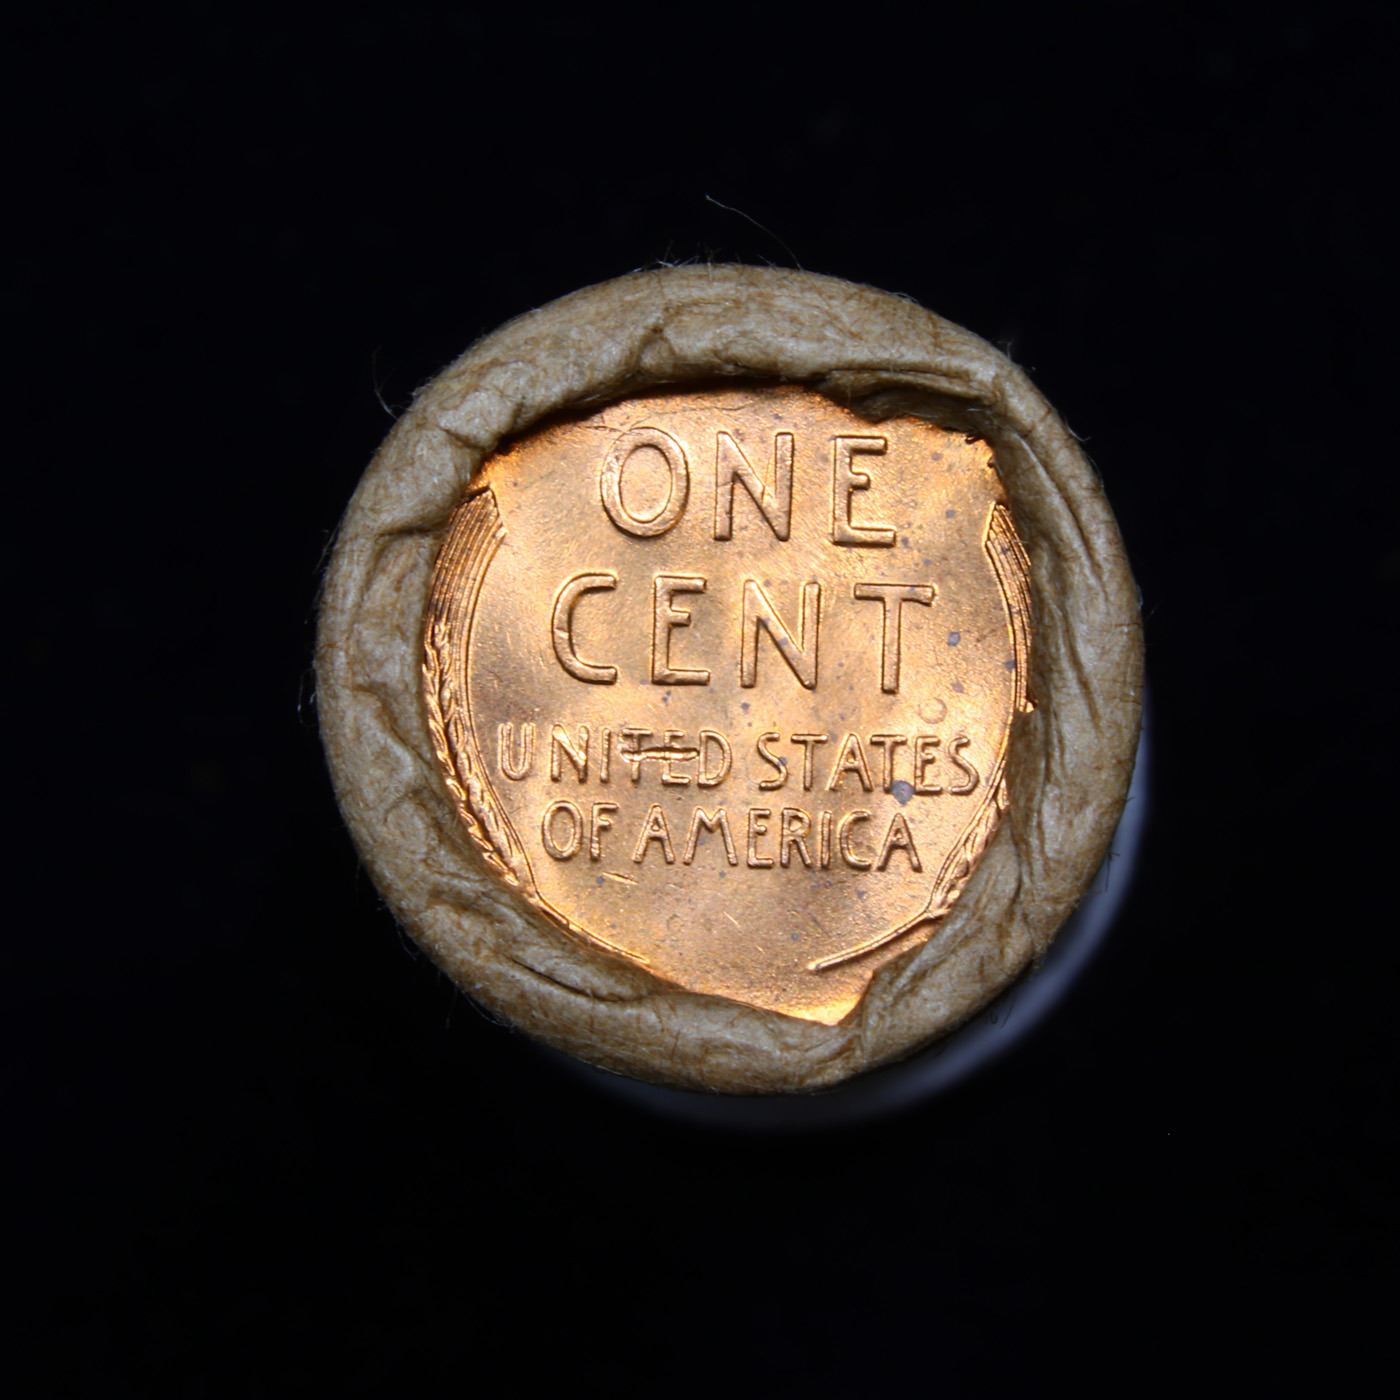 ONE
CENT
UNITED STATES
OF AMERICA